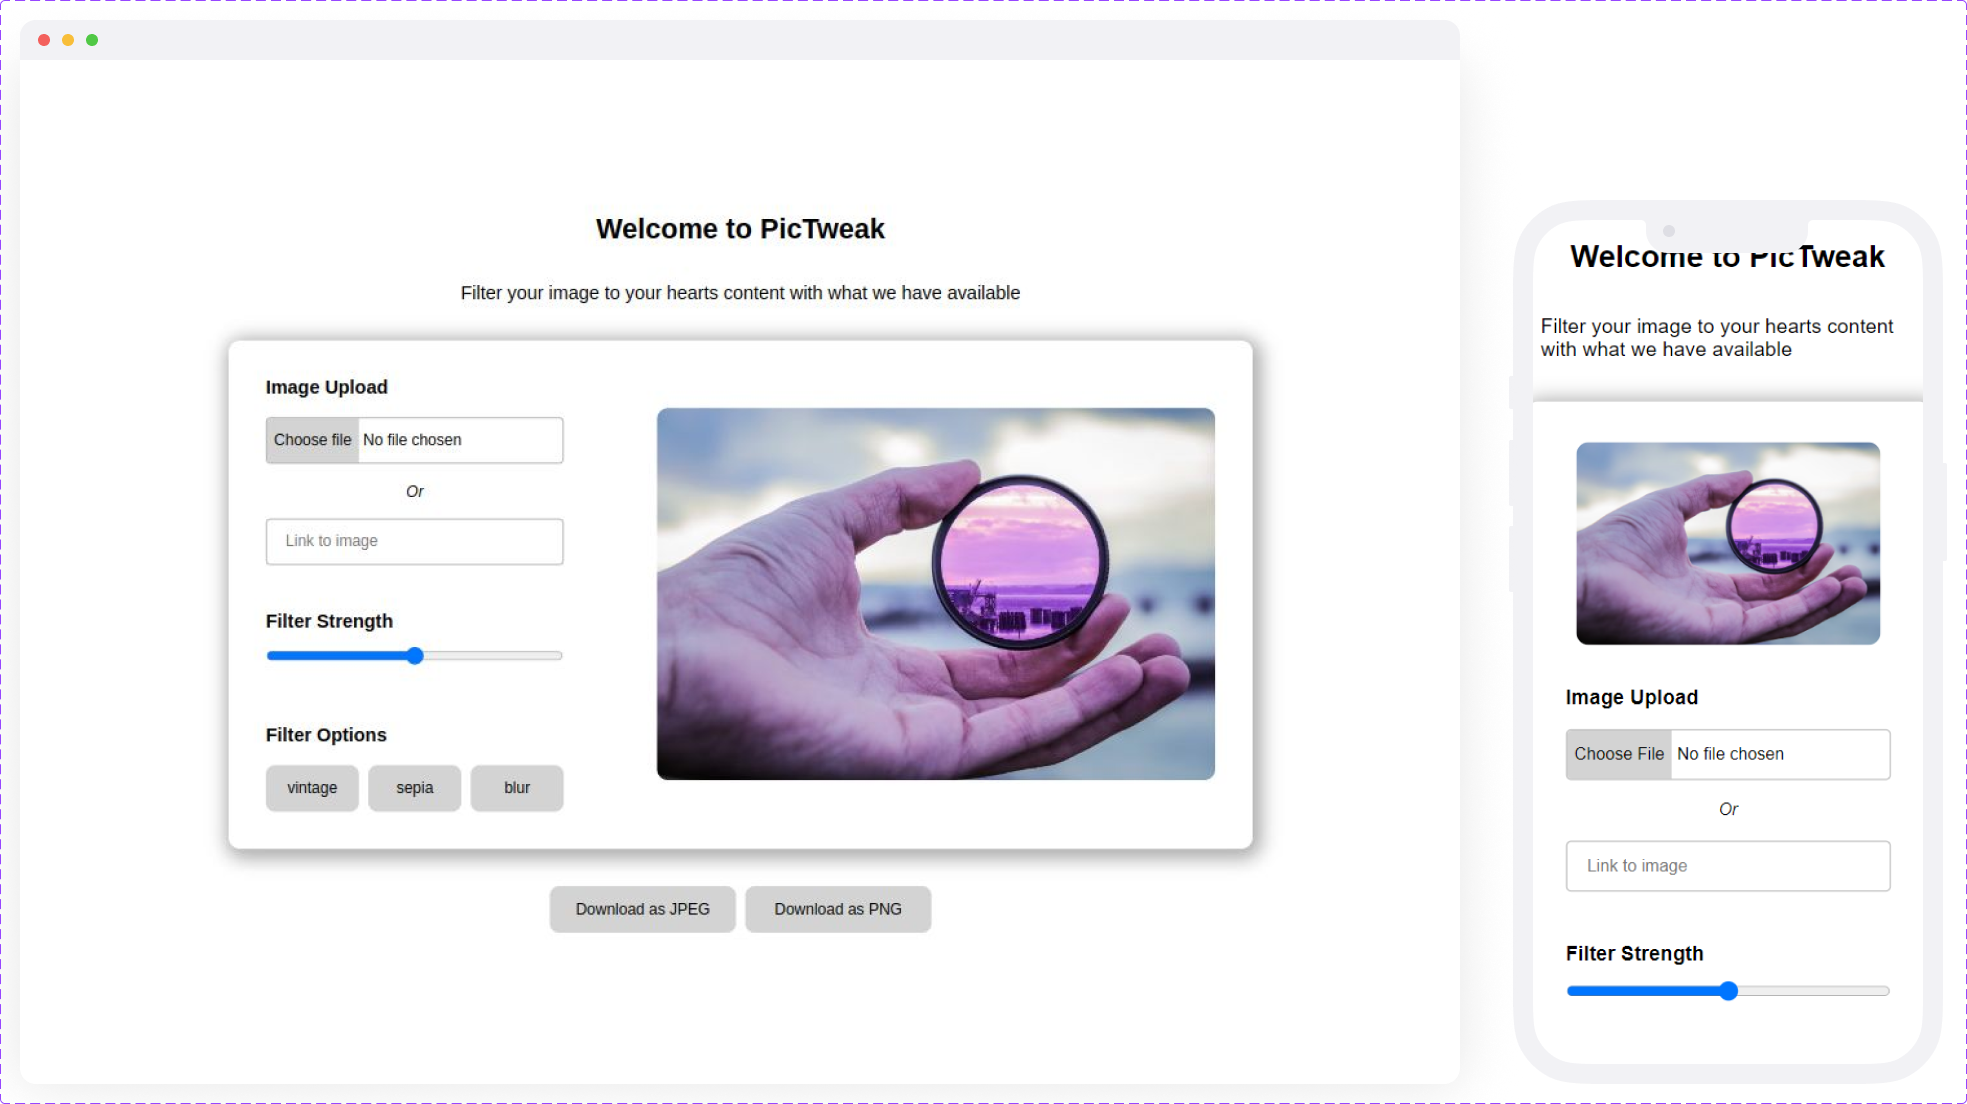 Welcome to PicTweak
Filter your image to your hearts content with what we have available
Image Upload
Choose file No file chosen
Or
Link to image
Filter Strength
Filter Options
vintage sepia blur
Download as JPEG Download as PNG
Welcome to PicTweak
Filter your image to your hearts content
with what we have available
Image Upload
Choose File No file chosen
Or
Link to image
Filter Strength